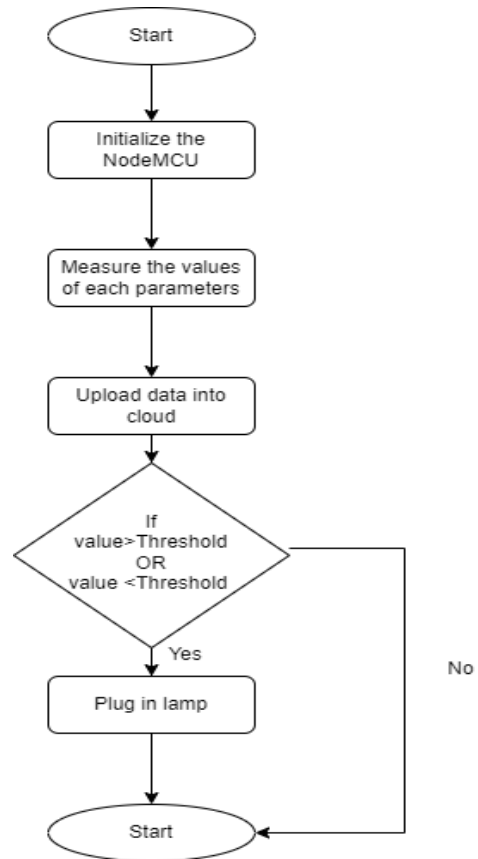 Start
Initialize the
NodeMCU
Measure the values
of each parameters
Upload data into
cloud
If
value>Threshold
OR
value <Threshold
Yes
No
Plug in lamp
Start